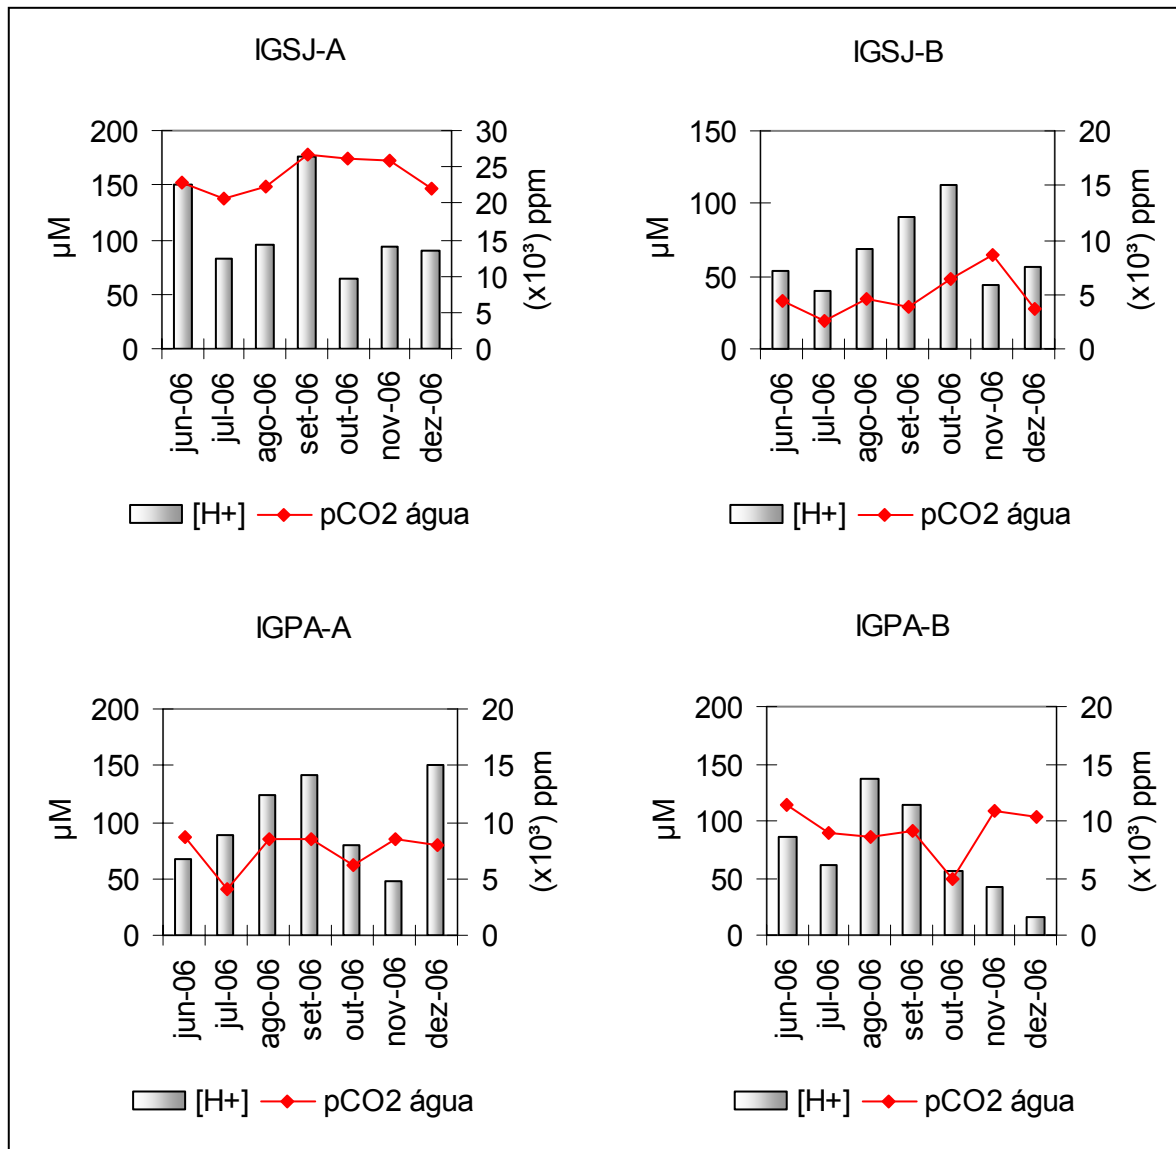 IGSJ-A
200
150
100
50
0
µM
30
25
20
15
10
5
0
(x10³) ppm
jun-06
jul-06
ago-06
set-06
out-06
nov-06
dez-06
[H+] pCO2 água
IGSJ-B
150
100
50
0
µM
20
15
10
5
0
(x10³) ppm
jun-06
jul-06
ago-06
set-06
out-06
nov-06
dez-06
[H+] pCO2 água
IGPA-A
200
150
100
50
0
µM
20
15
10
5
0
(x10³) ppm
jun-06
jul-06
ago-06
set-06
out-06
nov-06
dez-06
[H+] pCO2 água
IGPA-B
200
150
100
50
0
µM
20
15
10
5
0
(x10³) ppm
jun-06
jul-06
ago-06
set-06
out-06
nov-06
dez-06
[H+] pCO2 água